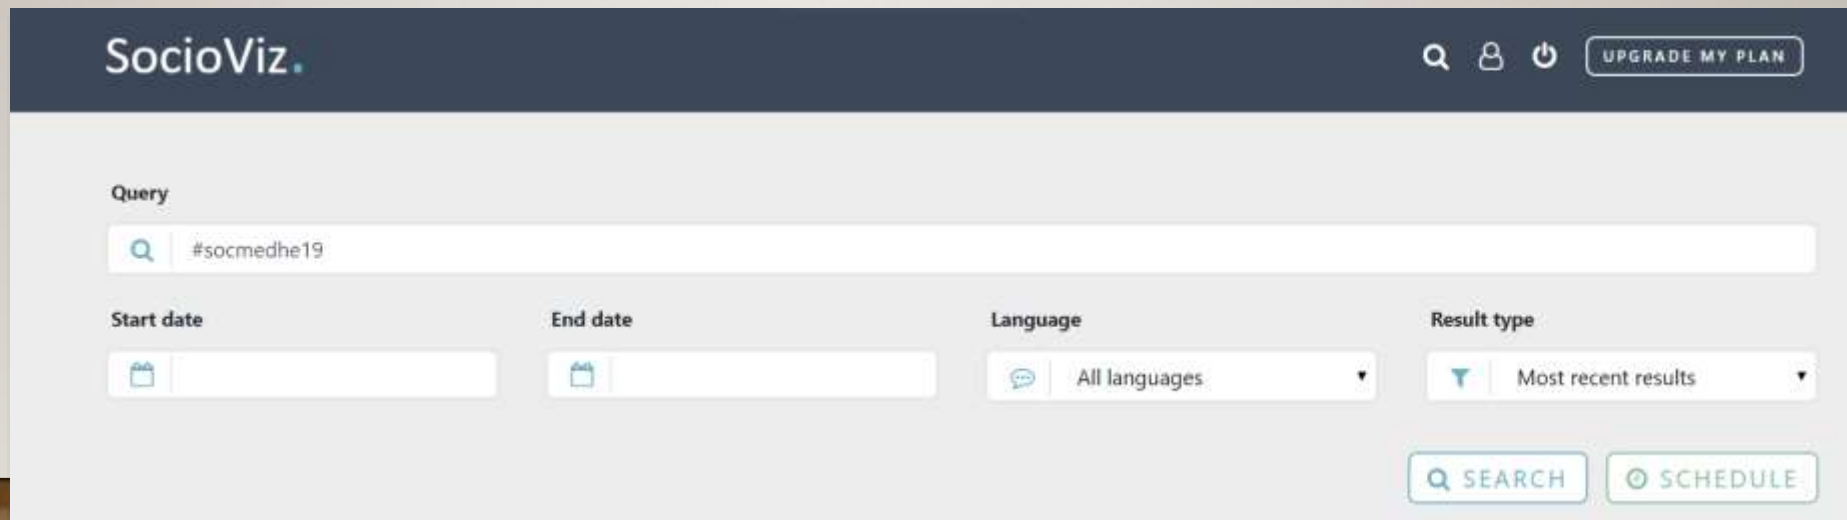 SocioViz.
UPGRADE MY PLAN
Query
#socmedhe19
Start date
End date
Language
Result type
All languages
Most recent results
SEARCH
SCHEDULE